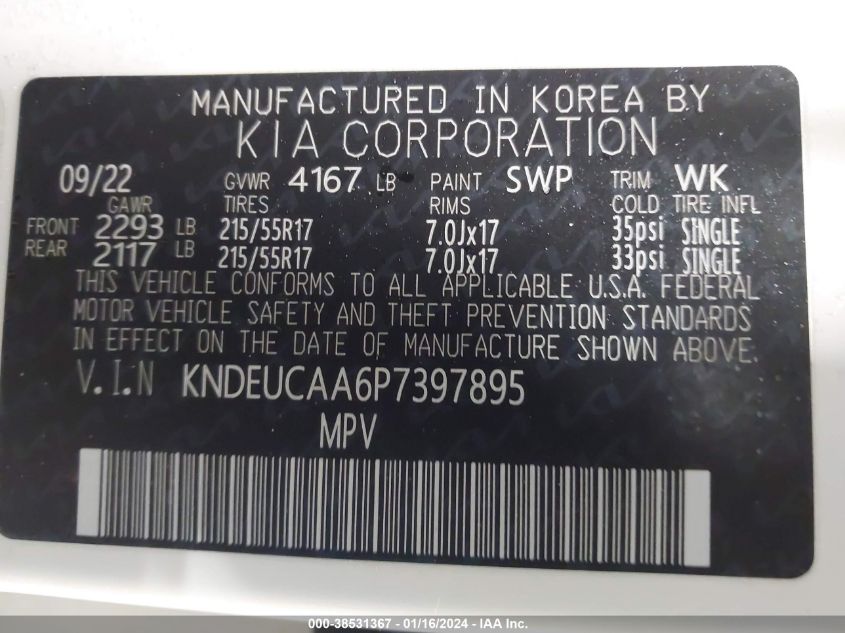 MANUFACTURED IN KOREA BY
KIA CORPORATION
09/22 GVWR 4167 LB PAINT SWP TRIM WK
GAWR TIRES RIMS COLD TIRE INFL
FRONT 2293 LB 215/55R17 7.0Jx17 35psi SINGLE
REAR 2117 LB 215/55R17 7.0Jx17 33psi SINGLE
THIS VEHICLE CONFORMS TO ALL APPLICABLE U.S.A. FEDERAL
MOTOR VEHICLE SAFETY AND THEFT PREVENTION STANDARDS
IN EFFECT ON THE DATE OF MANUFACTURE SHOWN ABOVE.
V.I.N KNDEUCAA6P7397895
MPV
000-38531367 - 01/16/2024 - IAA Inc.